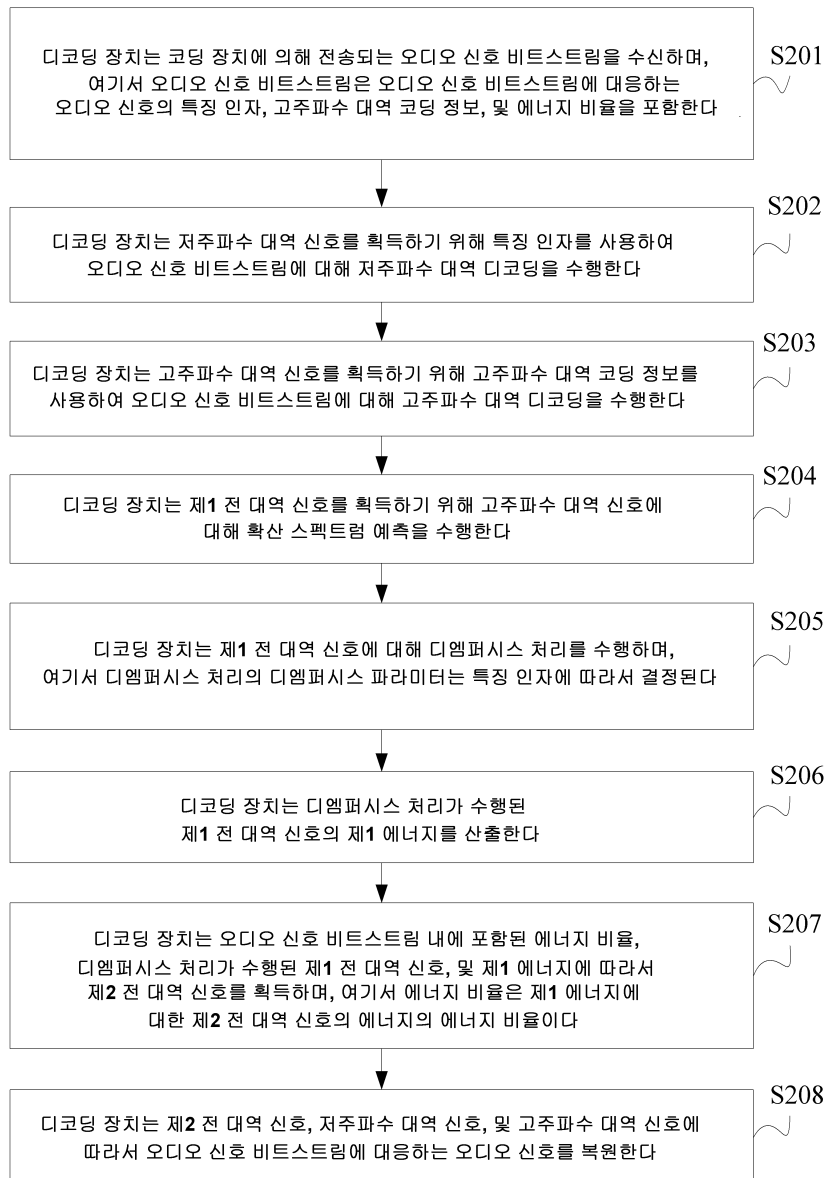 디코딩 장치는 코딩 장치에 의해 전송되는 오디오 신호 비트스트림을 수신하며,
여기서 오디오 신호 비트스트림은 오디오 신호 비트스트림에 대응하는
오디오 신호의 특징 인자, 고주파수 대역 코딩 정보, 및 에너지 비율을 포함한다
S201
디코딩 장치는 저주파수 대역 신호를 획득하기 위해 특징 인자를 사용하여
오디오 신호 비트스트림에 대해 저주파수 대역 디코딩을 수행한다
S202
디코딩 장치는 고주파수 대역 신호를 획득하기 위해 고주파수 대역 코딩 정보를
사용하여 오디오 신호 비트스트림에 대해 고주파수 대역 디코딩을 수행한다
S203
디코딩 장치는 제1 전 대역 신호를 획득하기 위해 고주파수 대역 신호에
대해 확산 스펙트럼 예측을 수행한다
S204
디코딩 장치는 제1 전 대역 신호에 대해 디엠퍼시스 처리를 수행하며,
여기서 디엠퍼시스 처리의 디엠퍼시스 파라미터는 특징 인자에 따라서 결정된다
S205
디코딩 장치는 디엠퍼시스 처리가 수행된
제1 전 대역 신호의 제1 에너지를 산출한다
S206
디코딩 장치는 오디오 신호 비트스트림 내에 포함된 에너지 비율,
디엠퍼시스 처리가 수행된 제1 전 대역 신호, 및 제1 에너지에 따라서
제2 전 대역 신호를 획득하며, 여기서 에너지 비율은 제1 에너지에
대한 제2 전 대역 신호의 에너지의 에너지 비율이다
S207
디코딩 장치는 제2 전 대역 신호, 저주파수 대역 신호, 및 고주파수 대역 신호에
따라서 오디오 신호 비트스트림에 대응하는 오디오 신호를 복원한다
S208